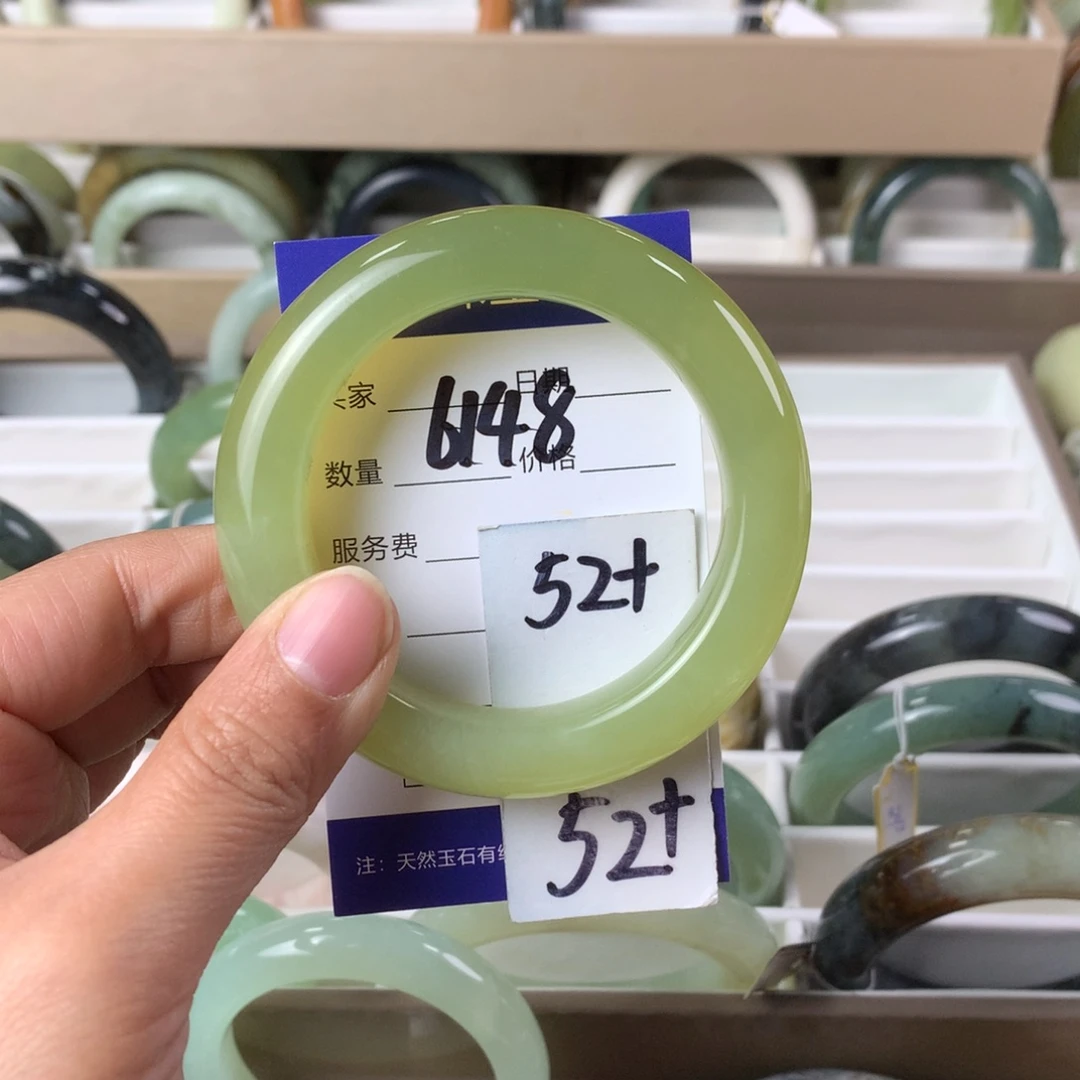 家
6148
日期
数量
价格
服务费
52+
52+
注：天然玉石有